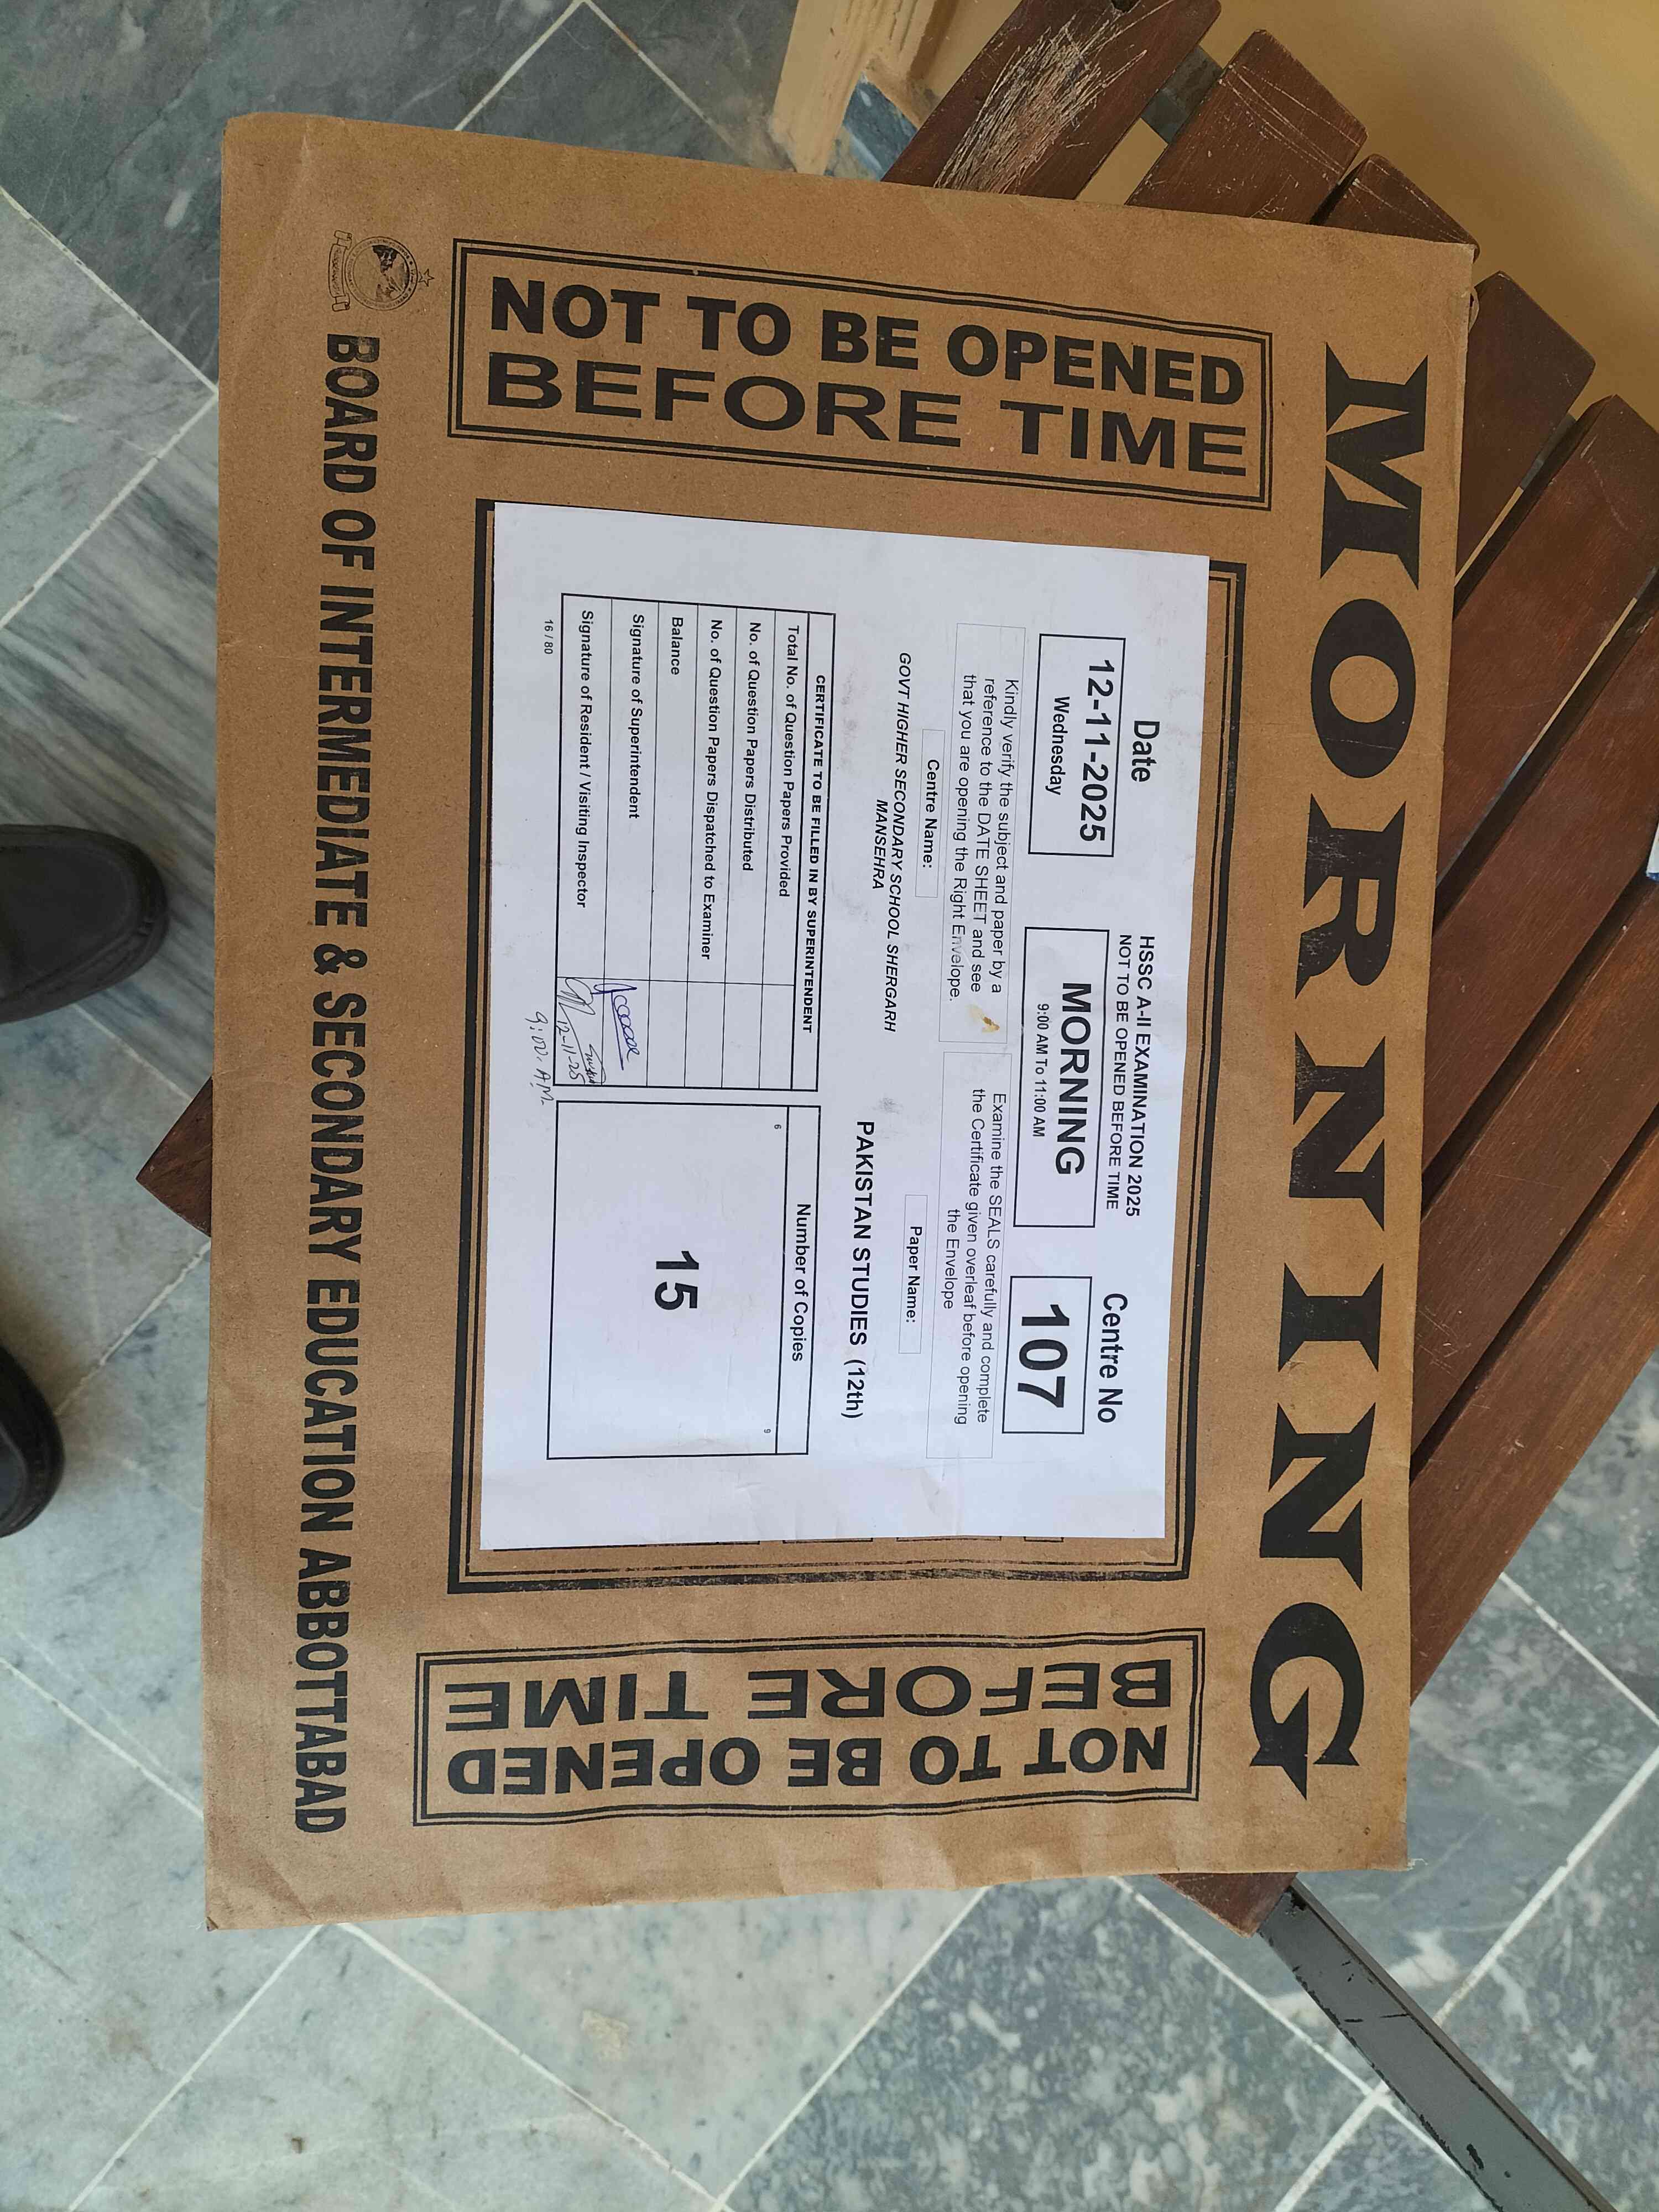 MORNING
NOT TO BE OPENED
BEFORE TIME
Date
12-11-2025
Wednesday
HSSC A-II EXAMINATION 2025
NOT TO BE OPENED BEFORE TIME
MORNING
9:00 AM To 11:00 AM
Centre No
107
Kindly verify the subject and paper by a
reference to the DATE SHEET and see
that you are opening the Right Envelope.
Examine the SEALS carefully and complete
the Certificate given overleaf before opening
the Envelope
Centre Name:
GOVT HIGHER SECONDARY SCHOOL SHERGARH
MANSEHRA
Paper Name:
PAKISTAN STUDIES (12th)
CERTIFICATE TO BE FILLED IN BY SUPERINTENDENT
Total No. of Question Papers Provided
No. of Question Papers Distributed
No. of Question Papers Dispatched to Examiner
Balance
Signature of Superintendent
Signature of Resident / Visiting Inspector
12-11-25
9:00 AM
16 / 80
Number of Copies
6
9
15
NOT TO BE OPENED
BEFORE TIME
BOARD OF INTERMEDIATE & SECONDARY EDUCATION ABBOTTABAD